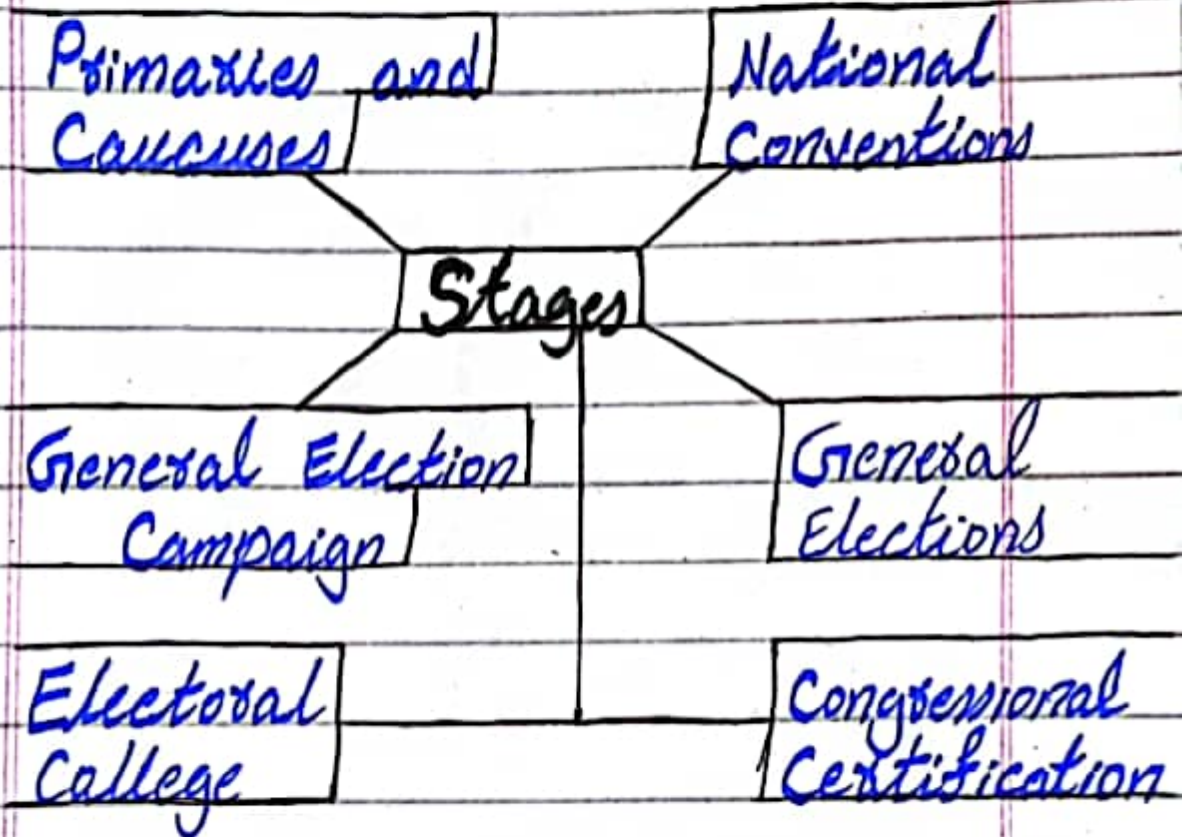 Primaries and
Caucuses
National
Conventions
Stages
General Election
Campaign
General
Elections
Electoral
College
Congressional
Certification